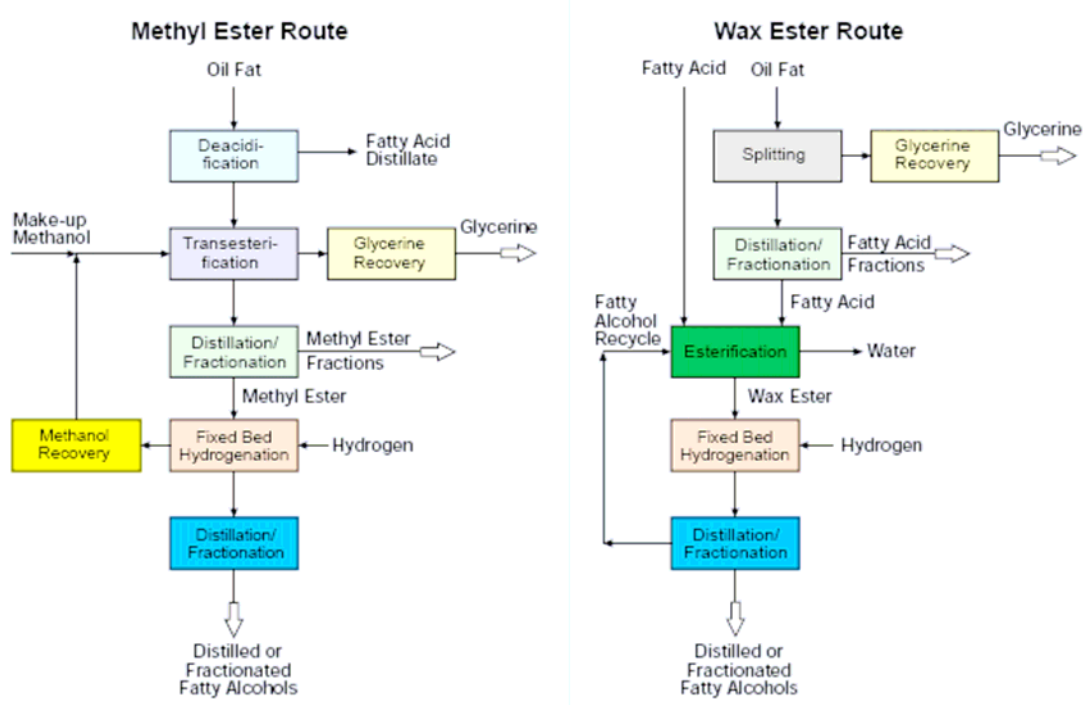 Methyl Ester Route
Oil Fat
Deacidi-
fication
Fatty Acid
Distillate
Make-up
Methanol
Transesteri-
fication
Glycerine
Recovery
Glycerine
Distillation/
Fractionation
Methyl Ester
Fractions
Methyl Ester
Methanol
Recovery
Fixed Bed
Hydrogenation
Hydrogen
Distillation/
Fractionation
Distilled or
Fractionated
Fatty Alcohols
Wax Ester Route
Fatty Acid
Oil Fat
Splitting
Glycerine
Recovery
Glycerine
Distillation/
Fractionation
Fatty Acid
Fractions
Fatty Acid
Fatty
Alcohol
Recycle
Esterification
Water
Wax Ester
Fixed Bed
Hydrogenation
Hydrogen
Distillation/
Fractionation
Distilled or
Fractionated
Fatty Alcohols